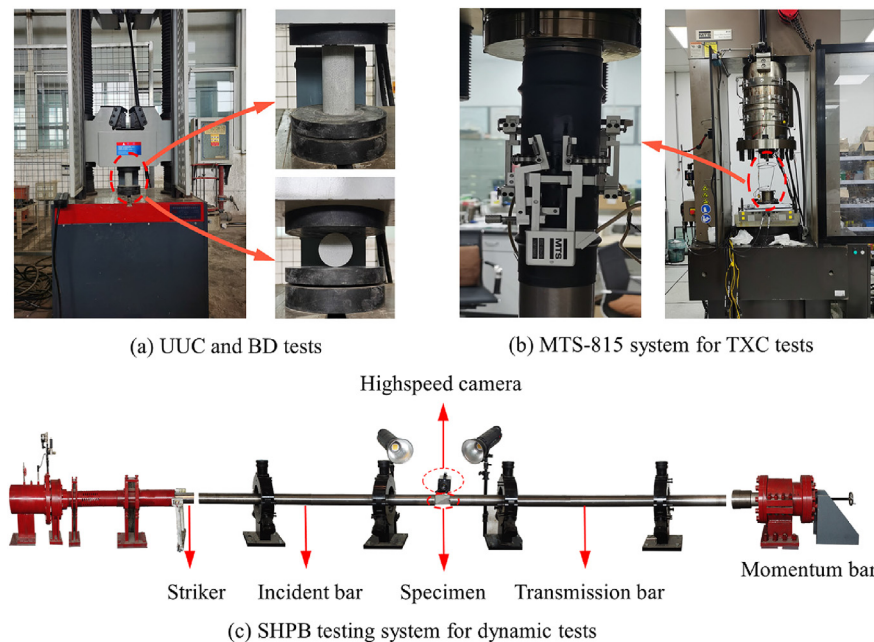 MTS
(a) UUC and BD tests
(b) MTS-815 system for TXC tests
Highspeed camera
Striker
Incident bar
Specimen
Transmission bar
Momentum bar
(c) SHPB testing system for dynamic tests